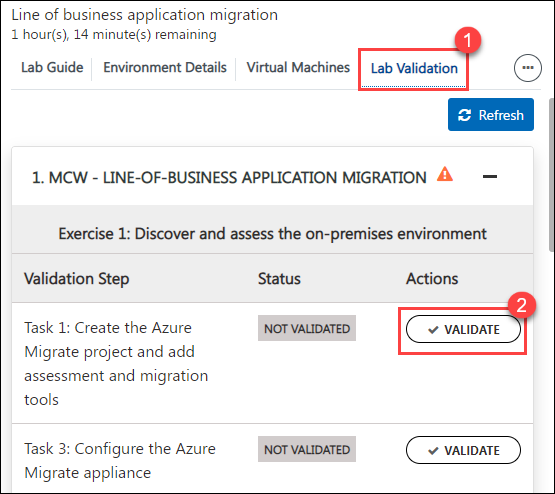 Line of business application migration
1 hour(s), 14 minute(s) remaining
1
Lab Guide Environment Details Virtual Machines Lab Validation
Refresh
1. MCW - LINE-OF-BUSINESS APPLICATION MIGRATION
Exercise 1: Discover and assess the on-premises environment
Validation Step Status Actions
2
Task 1: Create the Azure NOT VALIDATED VALIDATE
Migrate project and add
assessment and migration
tools
Task 3: Configure the Azure NOT VALIDATED VALIDATE
Migrate appliance